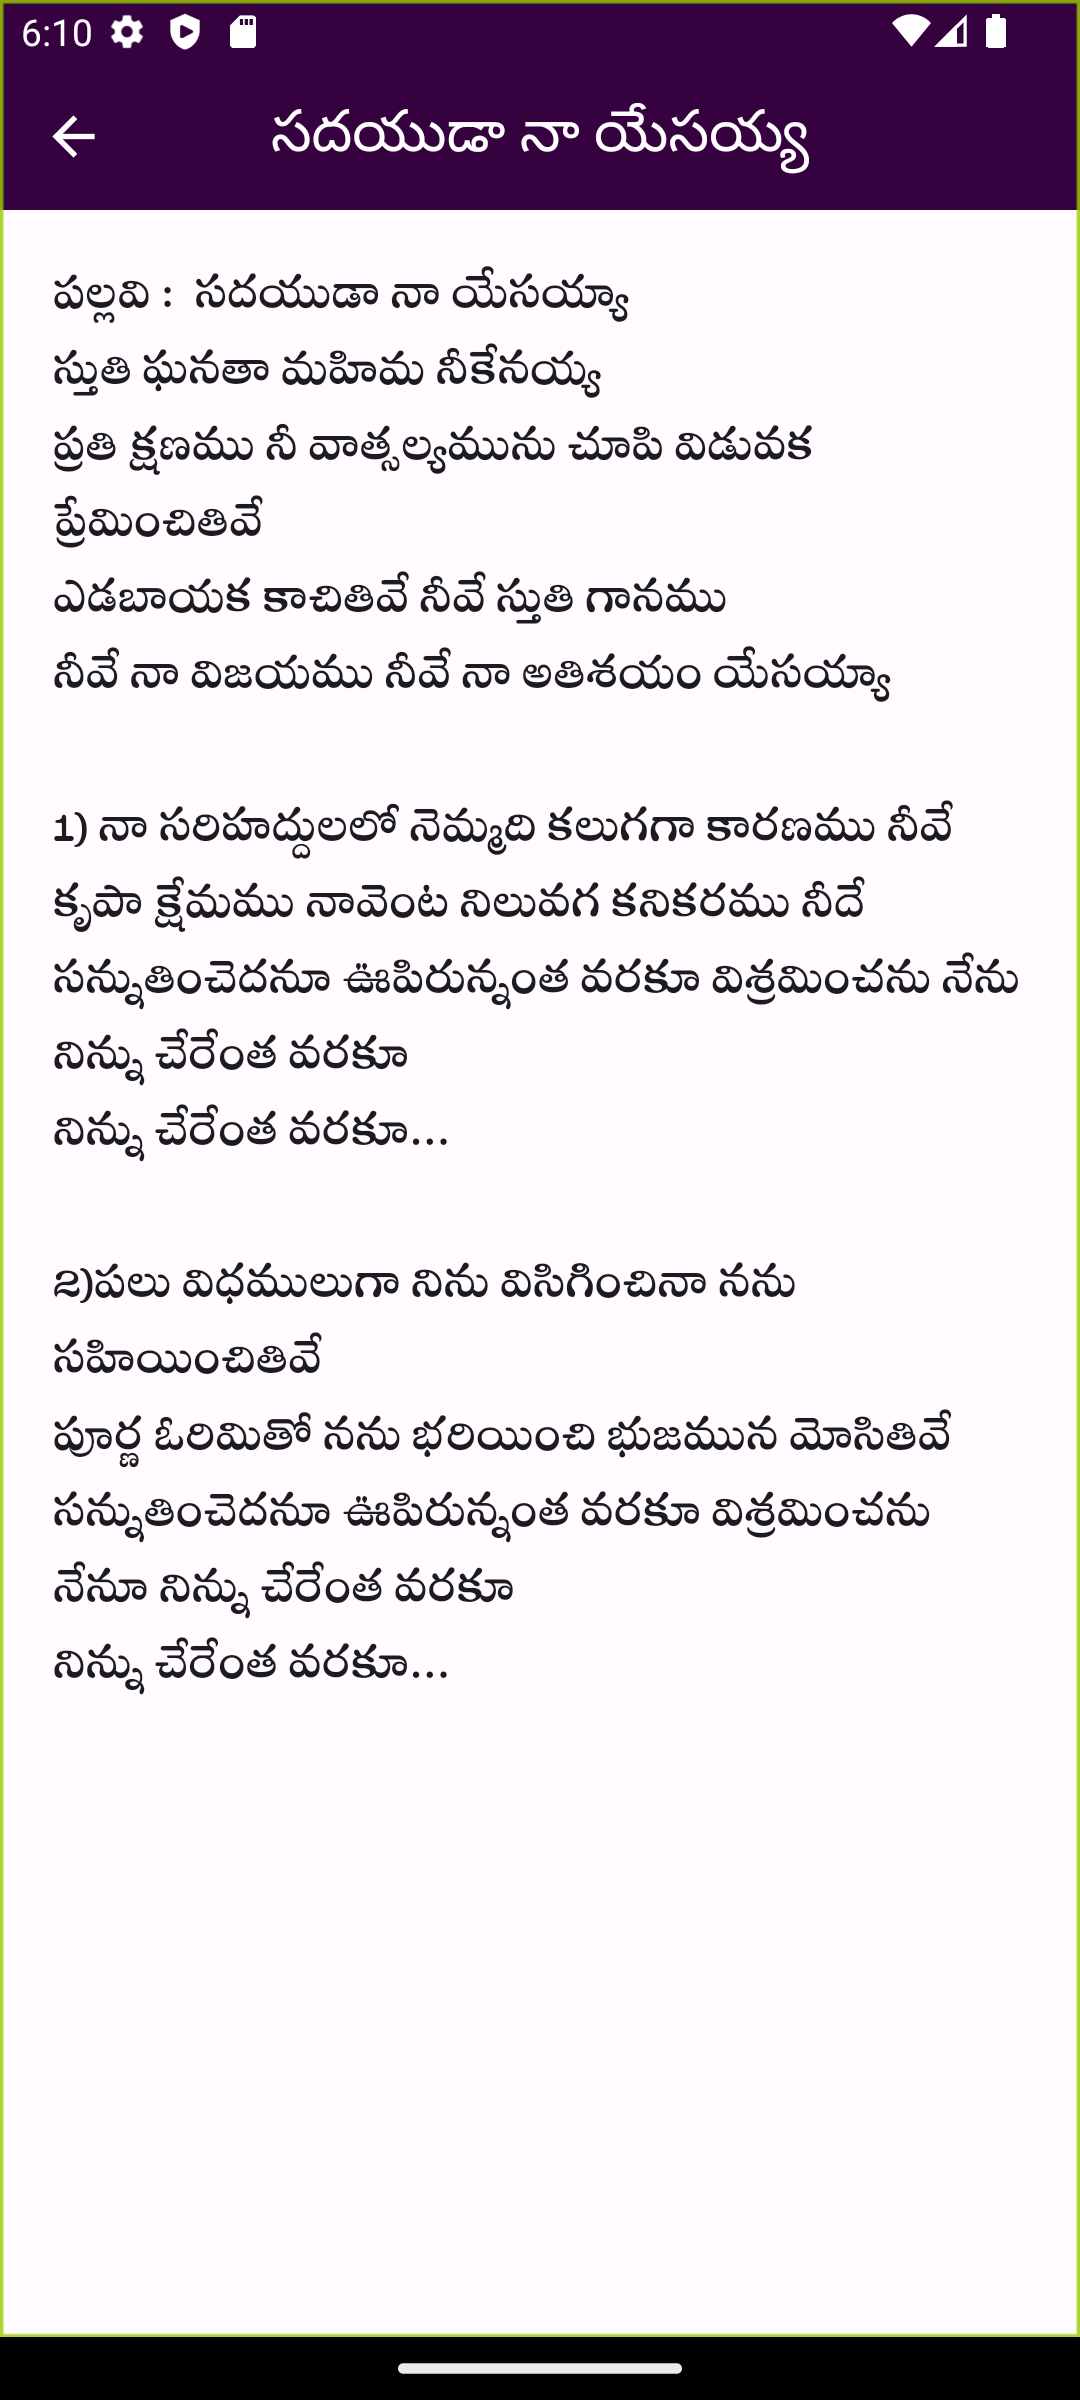 6:10
సదయుడా నా యేసయ్య
పల్లవి :  సదయుడా నా యేసయ్యా
స్తుతి ఘనతా మహిమ నీకేనయ్య
ప్రతి క్షణము నీ వాత్సల్యమును చూపి విడువక
ప్రేమించితివే
ఎడబాయక కాచితివే నీవే స్తుతి గానము
నీవే నా విజయము నీవే నా అతిశయం యేసయ్యా
1) నా సరిహద్దులలో నెమ్మది కలుగగా కారణము నీవే
కృపా క్షేమము నావెంట నిలువగ కనికరము నీదే
సన్నుతించెదనూ ఊపిరున్నంత వరకూ విశ్రమించను నేను
నిన్ను చేరేంత వరకూ
నిన్ను చేరేంత వరకూ...
2)పలు విధములుగా నిను విసిగించినా నను
సహియించితివే
పూర్ణ ఓరిమితో నను భరియించి భుజమున మోసితివే
సన్నుతించెదనూ ఊపిరున్నంత వరకూ విశ్రమించను
నేనూ నిన్ను చేరేంత వరకూ
నిన్ను చేరేంత వరకూ...